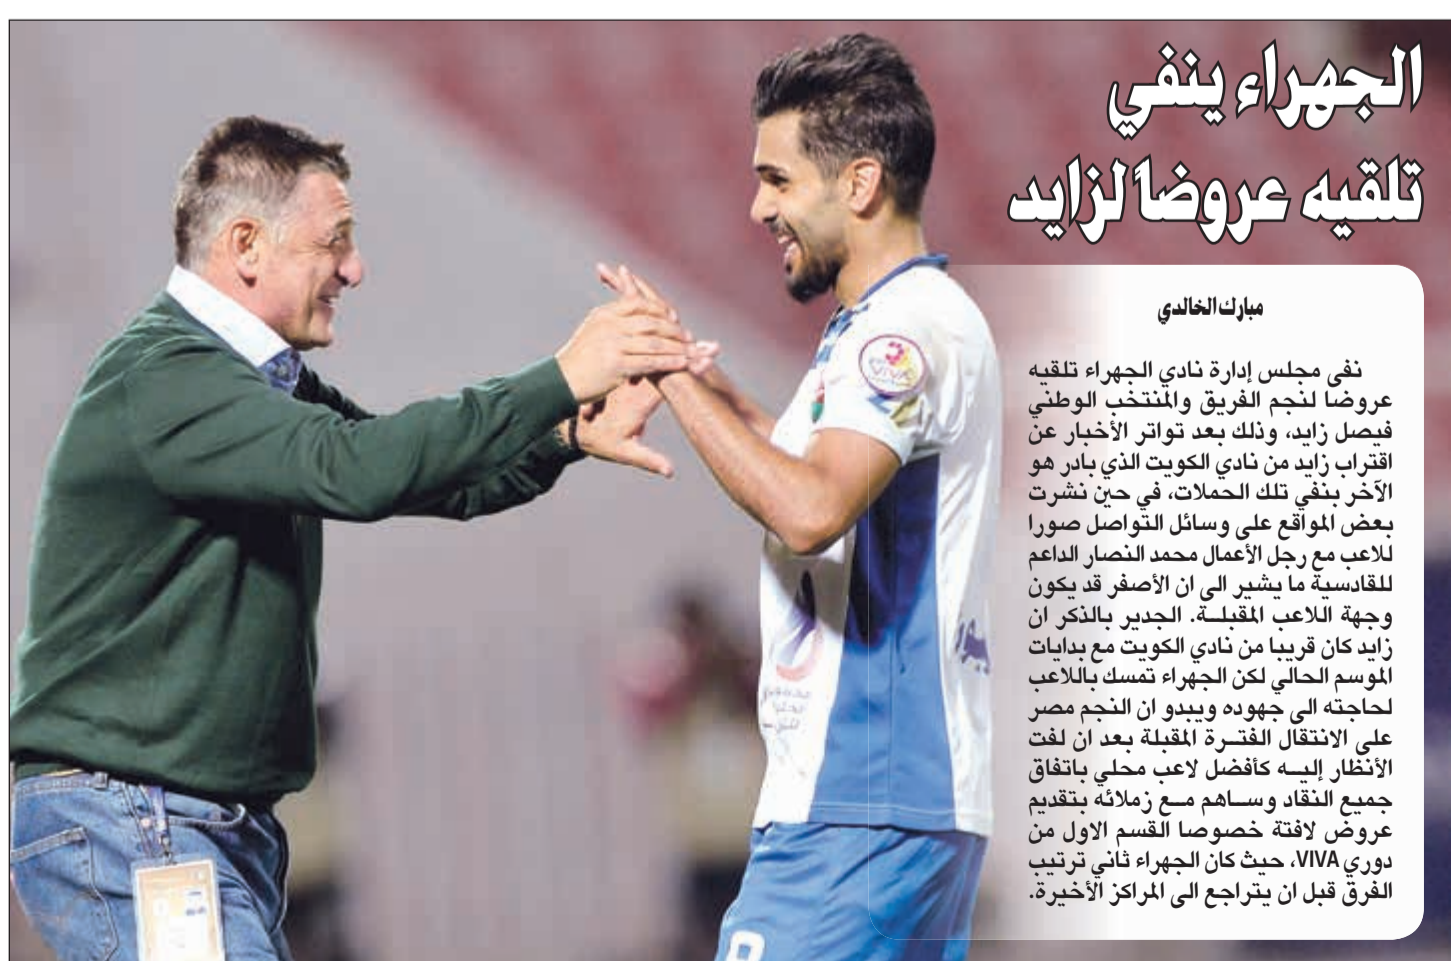 الجهراء ينفي
تلقيه عروضاً لزايد
مبارك الخالدي
نفى مجلس إدارة نادي الجهراء تلقيه
عروضا لنجم الفريق والمنتخب الوطني
فيصل زايد، وذلك بعد تواتر الأخبار عن
اقتراب زايد من نادي الكويت الذي بادر هو
الآخر بنفي تلك الحملات، في حين نشرت
بعض المواقع على وسائل التواصل صورا
للاعب مع رجل الأعمال محمد النصار الداعم
للقادسية ما يشير الى ان الأصفر قد يكون
وجهة اللاعب المقبلة. الجدير بالذكر ان
زايد كان قريبا من نادي الكويت مع بدايات
الموسم الحالي لكن الجهراء تمسك باللاعب
لحاجته الى جهوده ويبدو ان النجم مصر
على الانتقال الفترة المقبلة بعد ان لفت
الأنظار إليه كأفضل لاعب محلي باتفاق
جميع النقاد وساهم مع زملائه بتقديم
عروض لافتة خصوصا القسم الاول من
دوري VIVA، حيث كان الجهراء ثاني ترتيب
الفرق قبل ان يتراجع الى المراكز الأخيرة.
VIVA
8